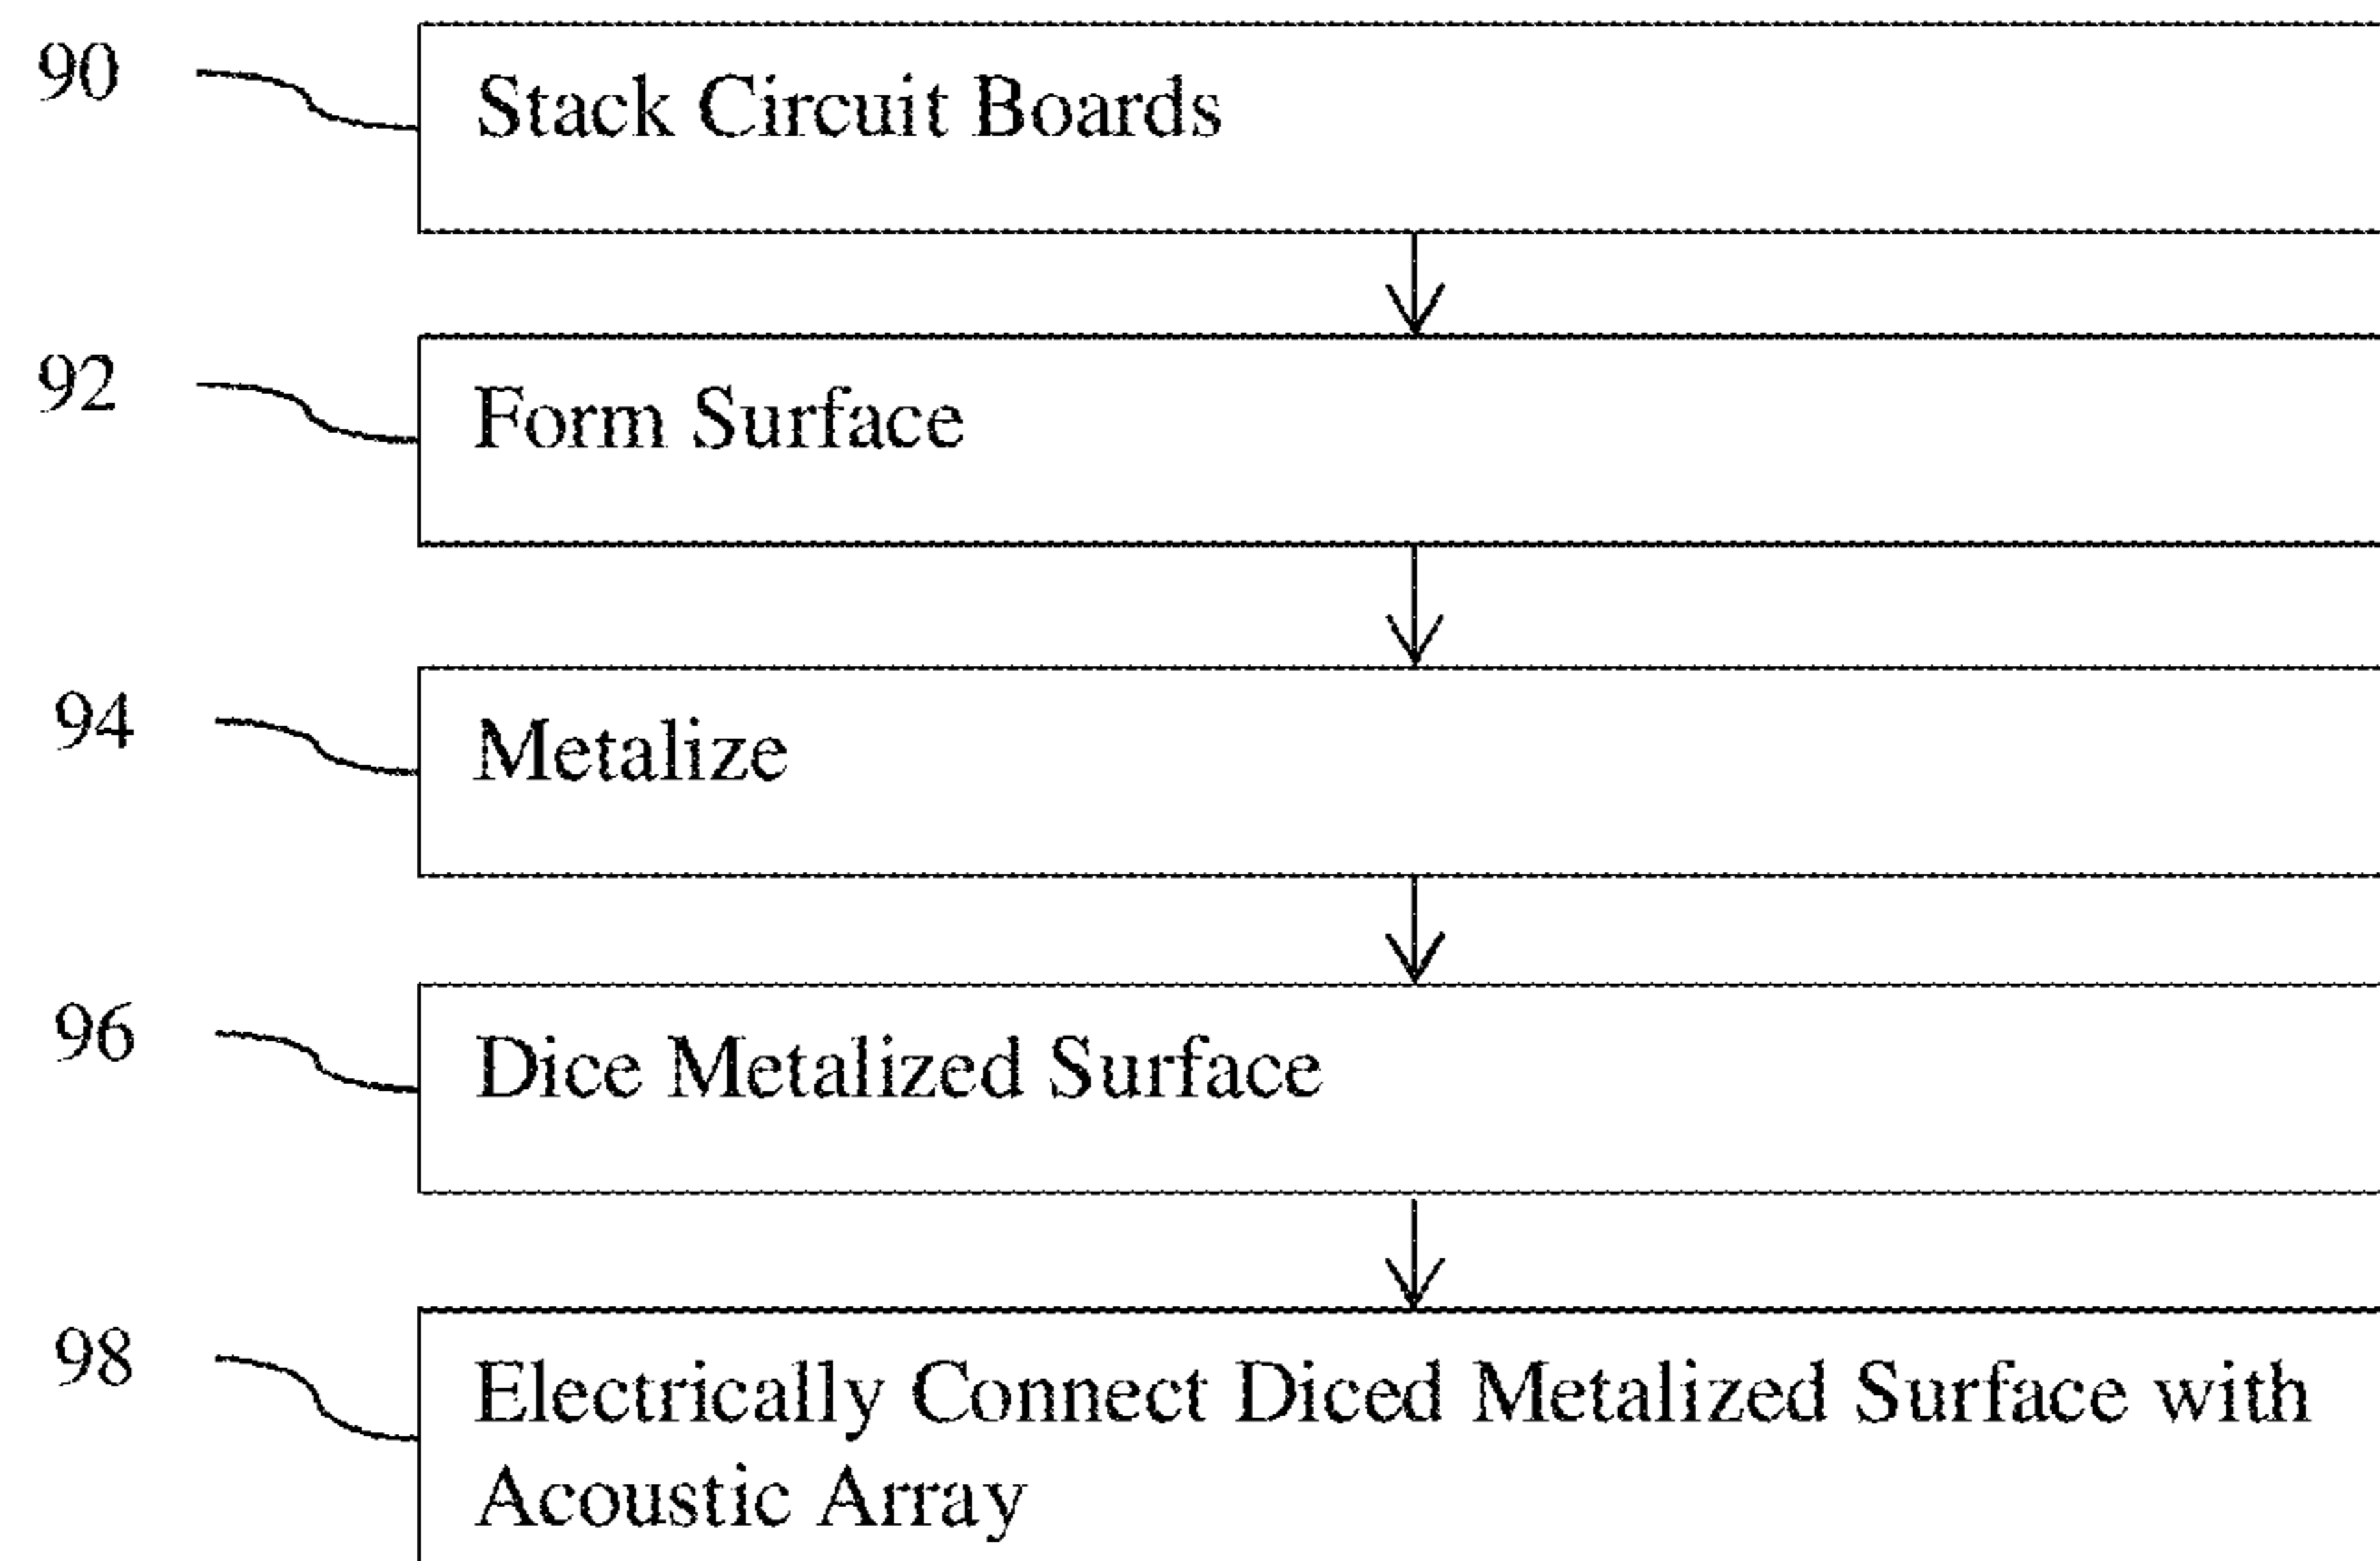 90
Stack Circuit Boards
92
Form Surface
94
Metalize
96
Dice Metalized Surface
98
Electrically Connect Diced Metalized Surface with
Acoustic Array